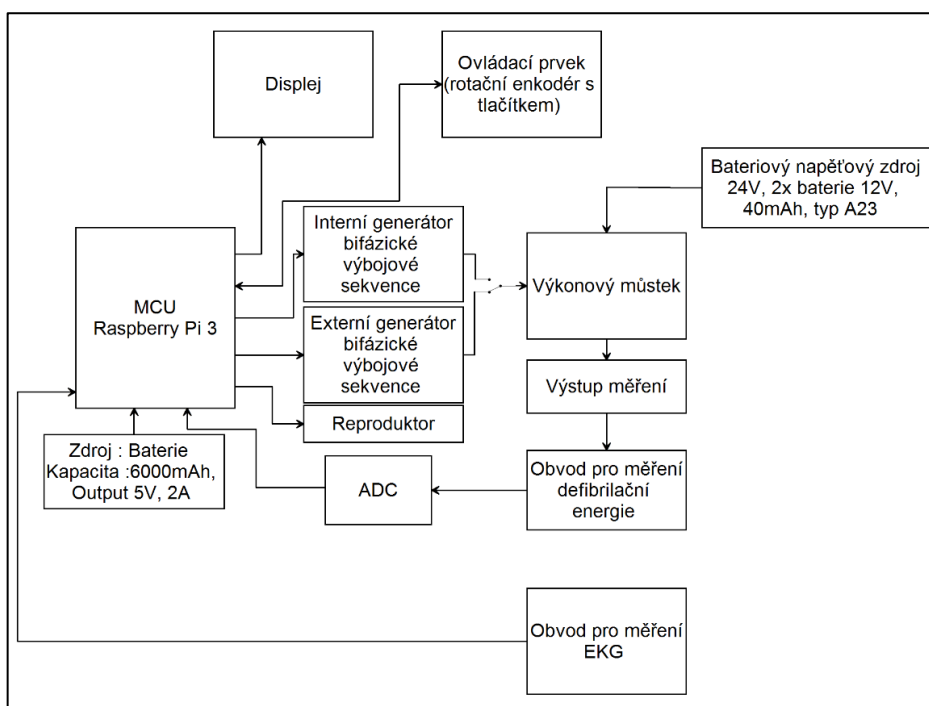 Displej
Ovládací prvek
(rotační enkodér s
tlačítkem)
Bateriový napěťový zdroj
24V, 2x baterie 12V,
40mAh, typ A23
Interní generátor
bifázické
výbojové
sekvence
MCU
Raspberry Pi 3
Výkonový můstek
Externí generátor
bifázické
výbojové
sekvence
Výstup měření
Reproduktor
Zdroj : Baterie
Kapacita :6000mAh,
Output 5V, 2A
ADC
Obvod pro měření
defibrilační
energie
Obvod pro měření
EKG